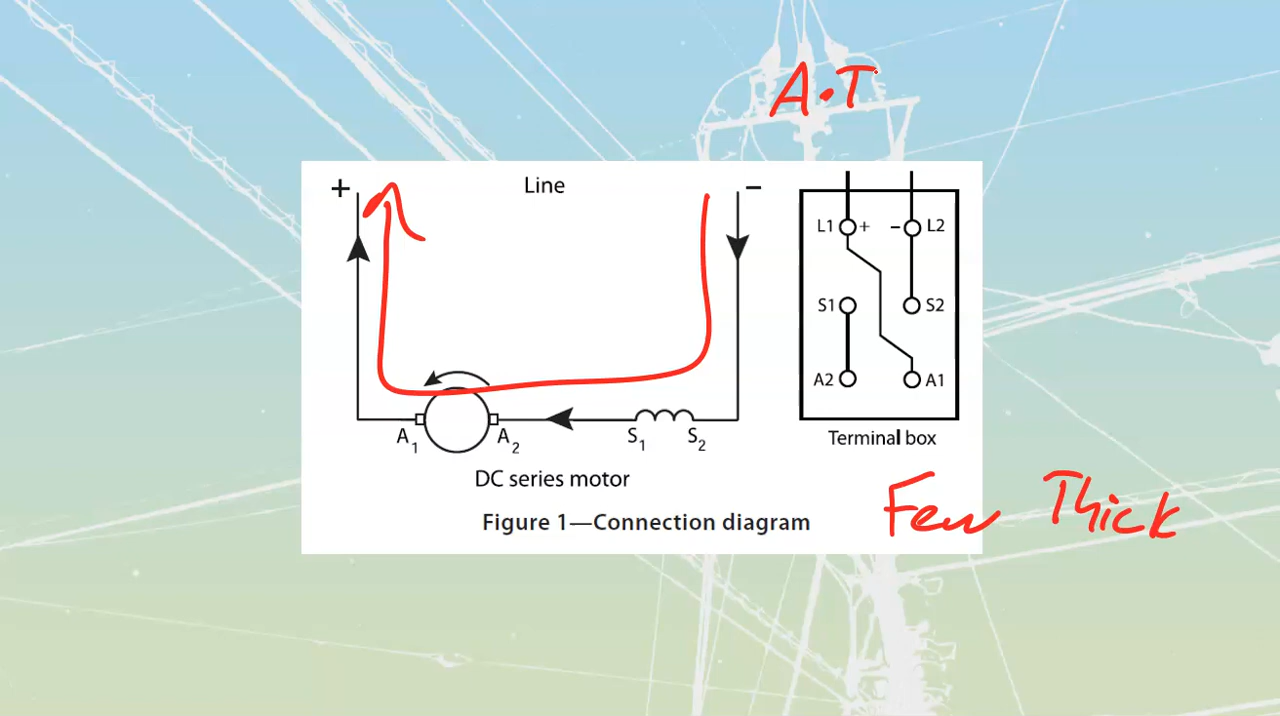 A.T
+ Line −
L1 + − L2
S1 S2
A2 A1
A1 A2 S1 S2
Terminal box
DC series motor
Few Thick
Figure 1—Connection diagram